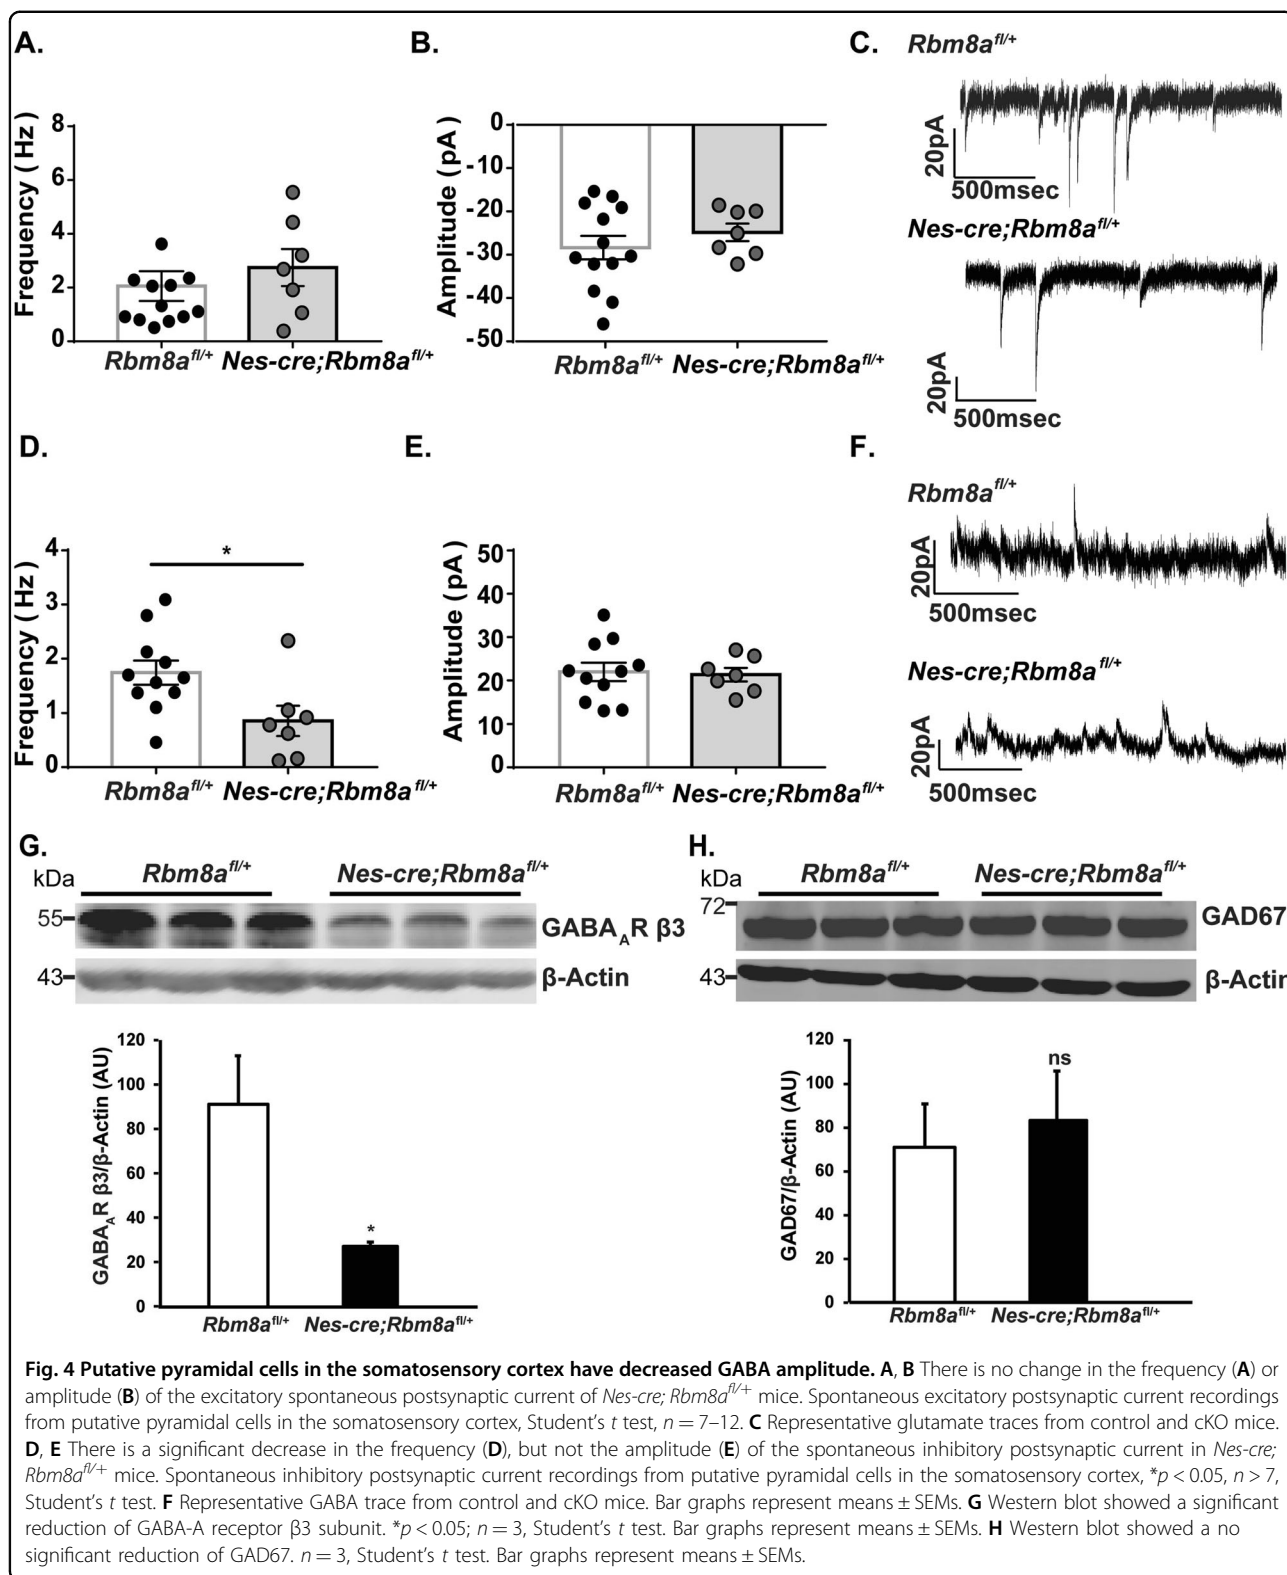 A.
Frequency ( Hz )
8
6
4
2
0
Rbm8a^fl/+
Nes-cre;Rbm8a^fl/+
B.
Amplitude ( pA )
0
-10
-20
-30
-40
-50
Rbm8a^fl/+
Nes-cre;Rbm8a^fl/+
C.
Rbm8a^fl/+
20pA
500msec
Nes-cre;Rbm8a^fl/+
20pA
500msec
D.
Frequency ( Hz )
4
3
2
1
0
*
Rbm8a^fl/+
Nes-cre;Rbm8a^fl/+
E.
Amplitude ( pA )
50
40
30
20
10
0
Rbm8a^fl/+
Nes-cre;Rbm8a^fl/+
F.
Rbm8a^fl/+
20pA
500msec
Nes-cre;Rbm8a^fl/+
20pA
500msec
G.
kDa
Rbm8a^fl/+
Nes-cre;Rbm8a^fl/+
55
GABA_AR β3
43
β-Actin
GABA_AR β3/β-Actin (AU)
120
100
80
60
40
20
0
*
Rbm8a^fl/+
Nes-cre;Rbm8a^fl/+
H.
kDa
Rbm8a^fl/+
Nes-cre;Rbm8a^fl/+
72
GAD67
43
β-Actin
GAD67/β-Actin (AU)
120
100
80
60
40
20
0
ns
Rbm8a^fl/+
Nes-cre;Rbm8a^fl/+
Fig. 4 Putative pyramidal cells in the somatosensory cortex have decreased GABA amplitude. A, B There is no change in the frequency (A) or
amplitude (B) of the excitatory spontaneous postsynaptic current of Nes-cre; Rbm8a^fl/+ mice. Spontaneous excitatory postsynaptic current recordings
from putative pyramidal cells in the somatosensory cortex, Student's t test, n = 7–12. C Representative glutamate traces from control and cKO mice.
D, E There is a significant decrease in the frequency (D), but not the amplitude (E) of the spontaneous inhibitory postsynaptic current in Nes-cre;
Rbm8a^fl/+ mice. Spontaneous inhibitory postsynaptic current recordings from putative pyramidal cells in the somatosensory cortex, *p < 0.05, n > 7,
Student's t test. F Representative GABA trace from control and cKO mice. Bar graphs represent means ± SEMs. G Western blot showed a significant
reduction of GABA-A receptor β3 subunit. *p < 0.05; n = 3, Student's t test. Bar graphs represent means ± SEMs. H Western blot showed a no
significant reduction of GAD67. n = 3, Student's t test. Bar graphs represent means ± SEMs.